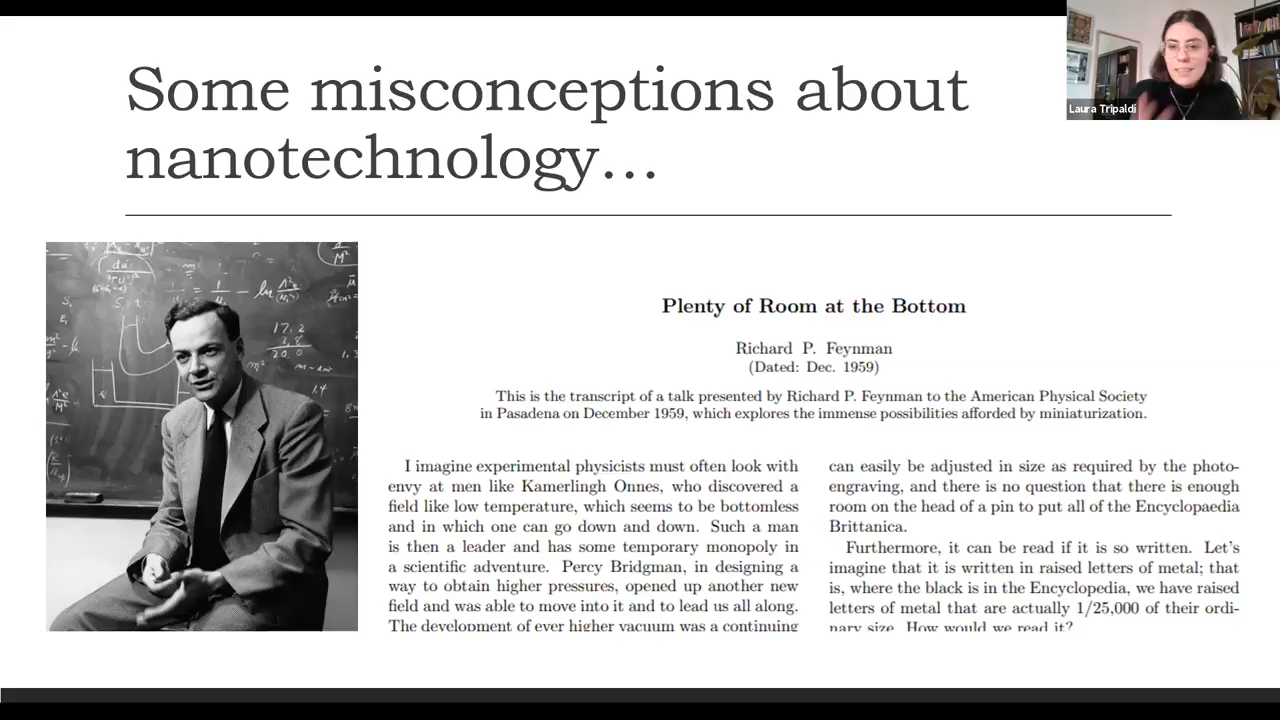 Some misconceptions about
nanotechnology…
Laura Tripaldi
Plenty of Room at the Bottom
Richard P. Feynman
(Dated: Dec. 1959)
This is the transcript of a talk presented by Richard P. Feynman to the American Physical Society
in Pasadena on December 1959, which explores the immense possibilities afforded by miniaturization.
I imagine experimental physicists must often look with
envy at men like Kamerlingh Onnes, who discovered a
field like low temperature, which seems to be bottomless
and in which one can go down and down. Such a man
is then a leader and has some temporary monopoly in
a scientific adventure. Percy Bridgman, in designing a
way to obtain higher pressures, opened up another new
field and was able to move into it and to lead us all along.
The development of ever higher vacuum was a continuing
can easily be adjusted in size as required by the photo-
engraving, and there is no question that there is enough
room on the head of a pin to put all of the Encyclopaedia
Brittanica.
Furthermore, it can be read if it is so written. Let's
imagine that it is written in raised letters of metal; that
is, where the black is in the Encyclopedia, we have raised
letters of metal that are actually 1/25,000 of their ordi-
nary size. How would we read it?
17.2
2.8
20.0
1.4